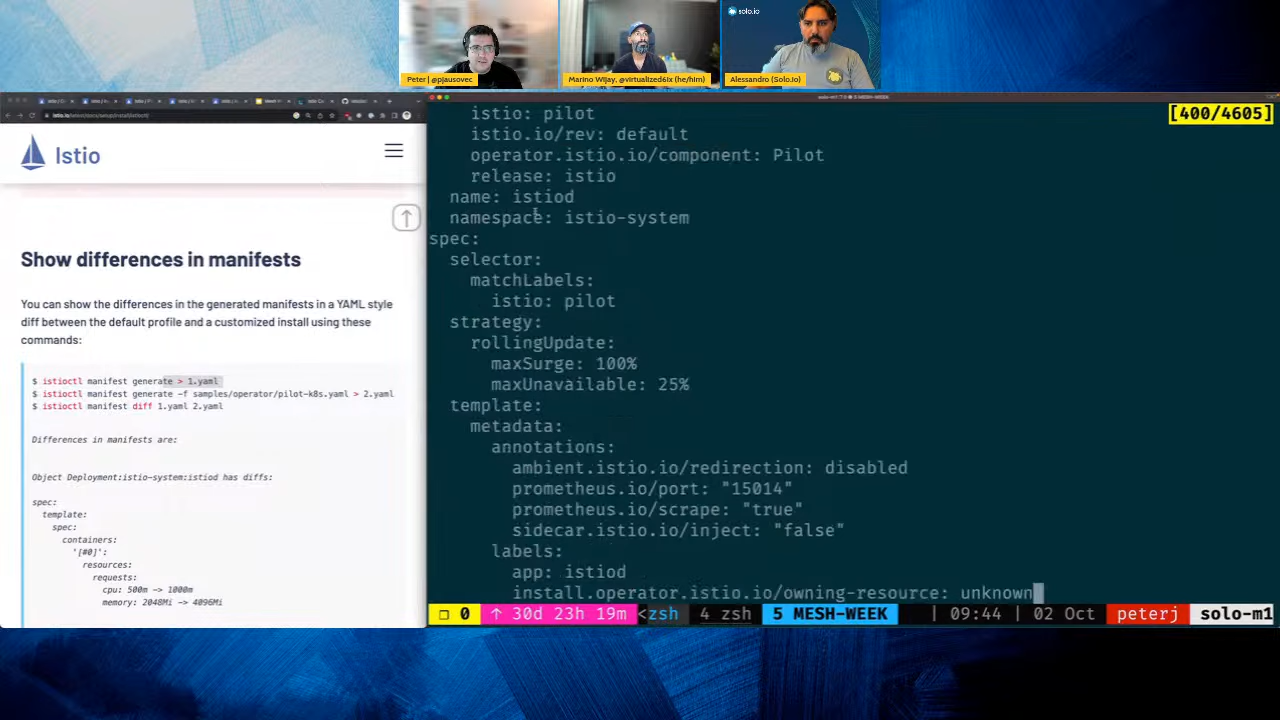 solo.io
Peter | @pjausovec
Marino Wijay, @virtualized6ix (he/him)
Alessandro (Solo.io)
Istio
Show differences in manifests
You can show the differences in the generated manifests in a YAML style
diff between the default profile and a customized install using these
commands:
$ istioctl manifest generate > 1.yaml
$ istioctl manifest generate -f samples/operator/pilot-k8s.yaml > 2.yaml
$ istioctl manifest diff 1.yaml 2.yaml
Differences in manifests are:
Object Deployment:istio-system:istiod has diffs:
spec:
template:
spec:
containers:
'[#0]':
resources:
requests:
cpu: 500m -> 1000m
memory: 2048Mi -> 4096Mi
[400/4605]
istio: pilot
istio.io/rev: default
operator.istio.io/component: Pilot
release: istio
name: istiod
namespace: istio-system
spec:
selector:
matchLabels:
istio: pilot
strategy:
rollingUpdate:
maxSurge: 100%
maxUnavailable: 25%
template:
metadata:
annotations:
ambient.istio.io/redirection: disabled
prometheus.io/port: "15014"
prometheus.io/scrape: "true"
sidecar.istio.io/inject: "false"
labels:
app: istiod
install.operator.istio.io/owning-resource: unknown
❐ 0 ↑ 30d 23h 19m <zsh 4 zsh 5 MESH-WEEK | 09:44 | 02 Oct peterj solo-m1